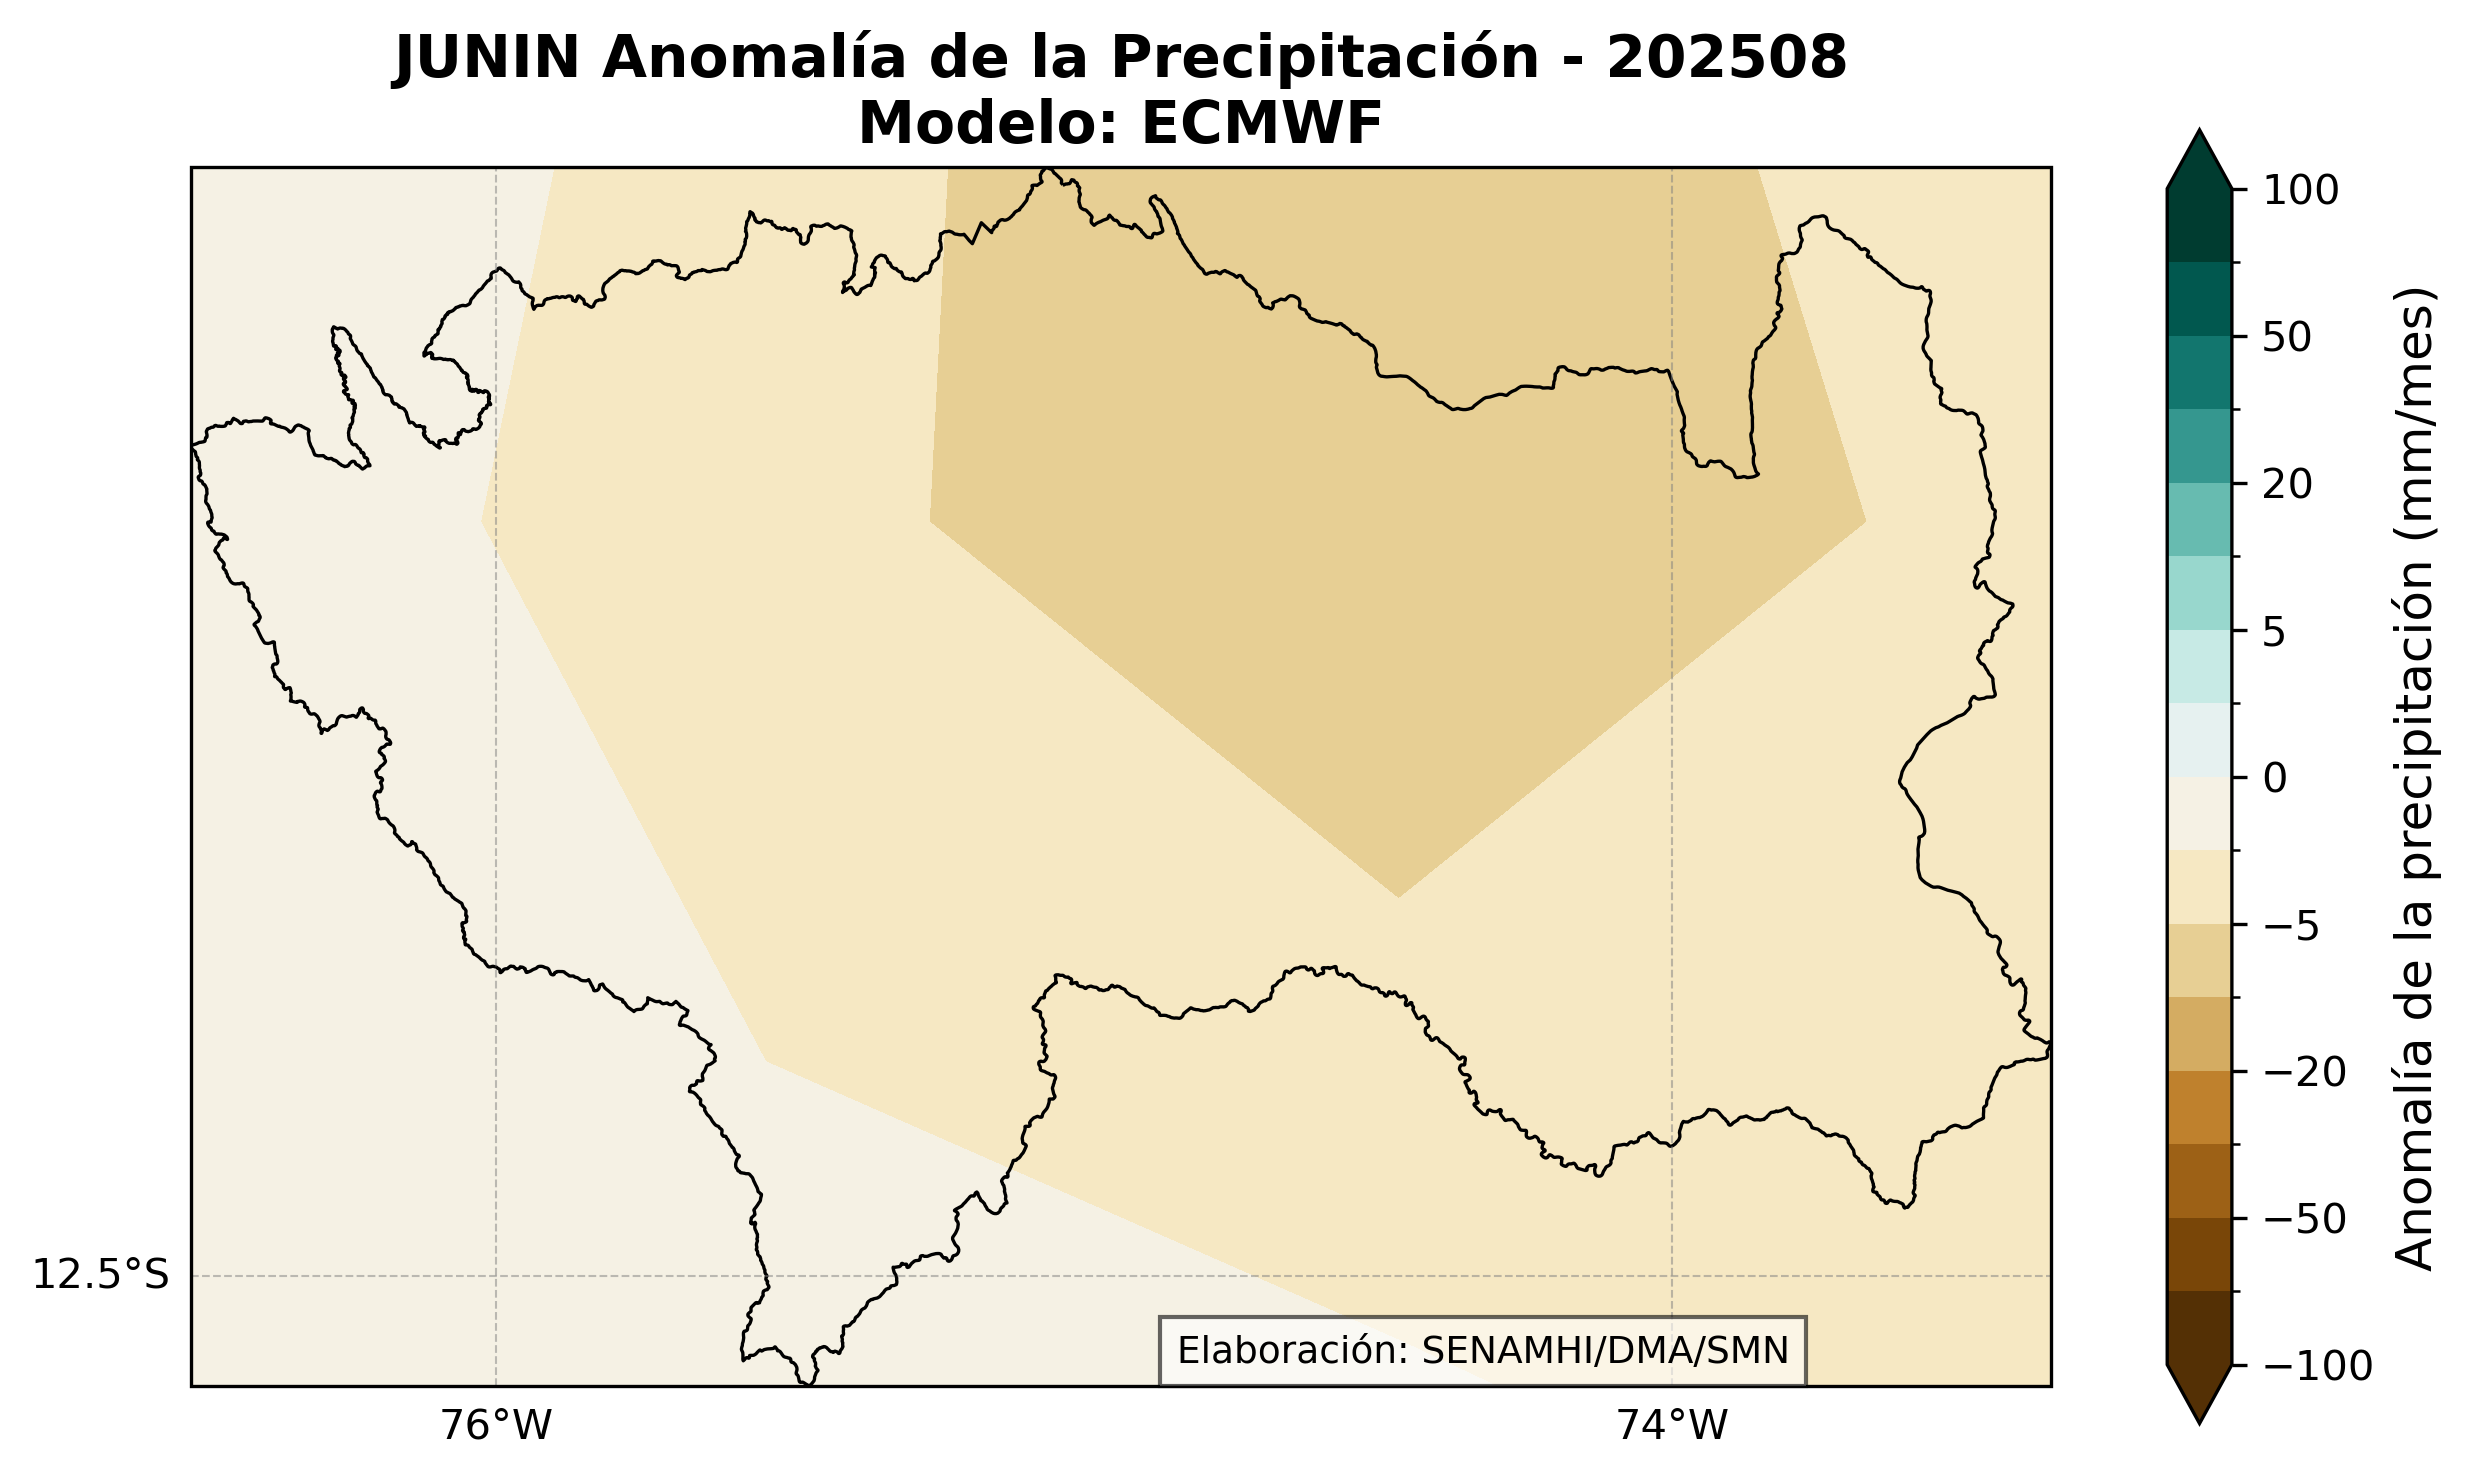 JUNIN Anomalía de la Precipitación - 202508
Modelo: ECMWF
100
50
20
5
0
−5
−20
−50
−100
Anomalía de la precipitación (mm/mes)
12.5°S
Elaboración: SENAMHI/DMA/SMN
76°W
74°W